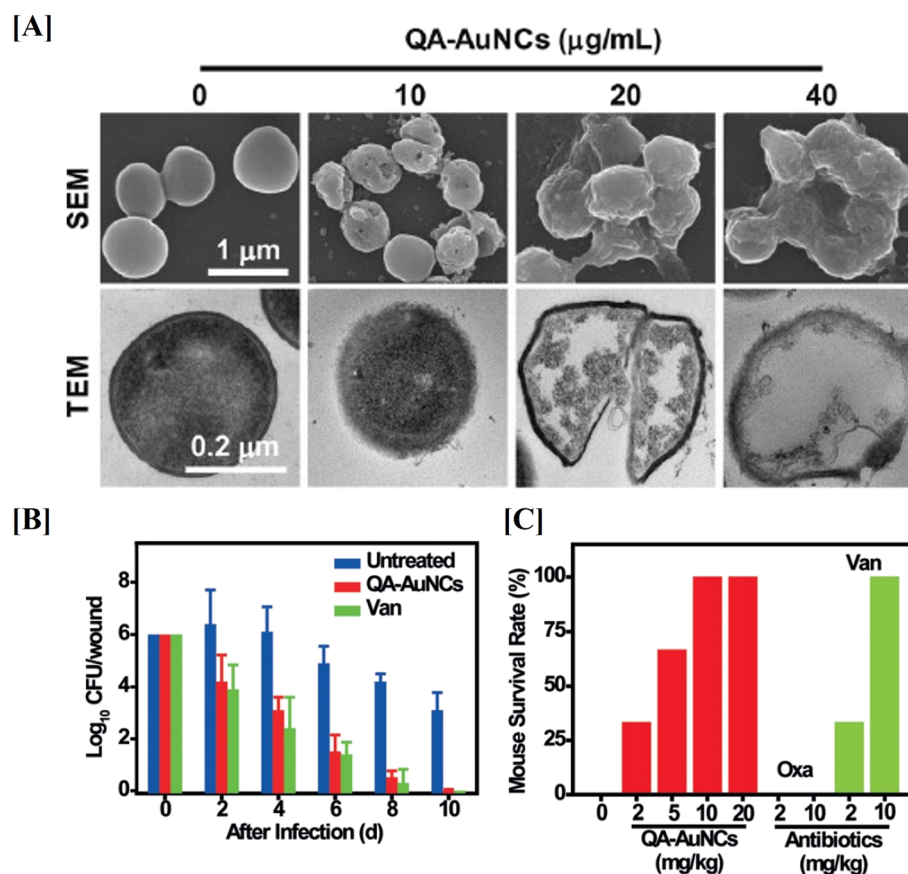 [A]
QA-AuNCs (μg/mL)
0 10 20 40
SEM
1 μm
TEM
0.2 μm
[B]
Log10 CFU/wound
8
6
4
2
0
Untreated
QA-AuNCs
Van
0 2 4 6 8 10
After Infection (d)
[C]
Mouse Survival Rate (%)
100
75
50
25
0
Van
Oxa
0 2 5 10 20 2 10 2 10
QA-AuNCs Antibiotics
(mg/kg) (mg/kg)